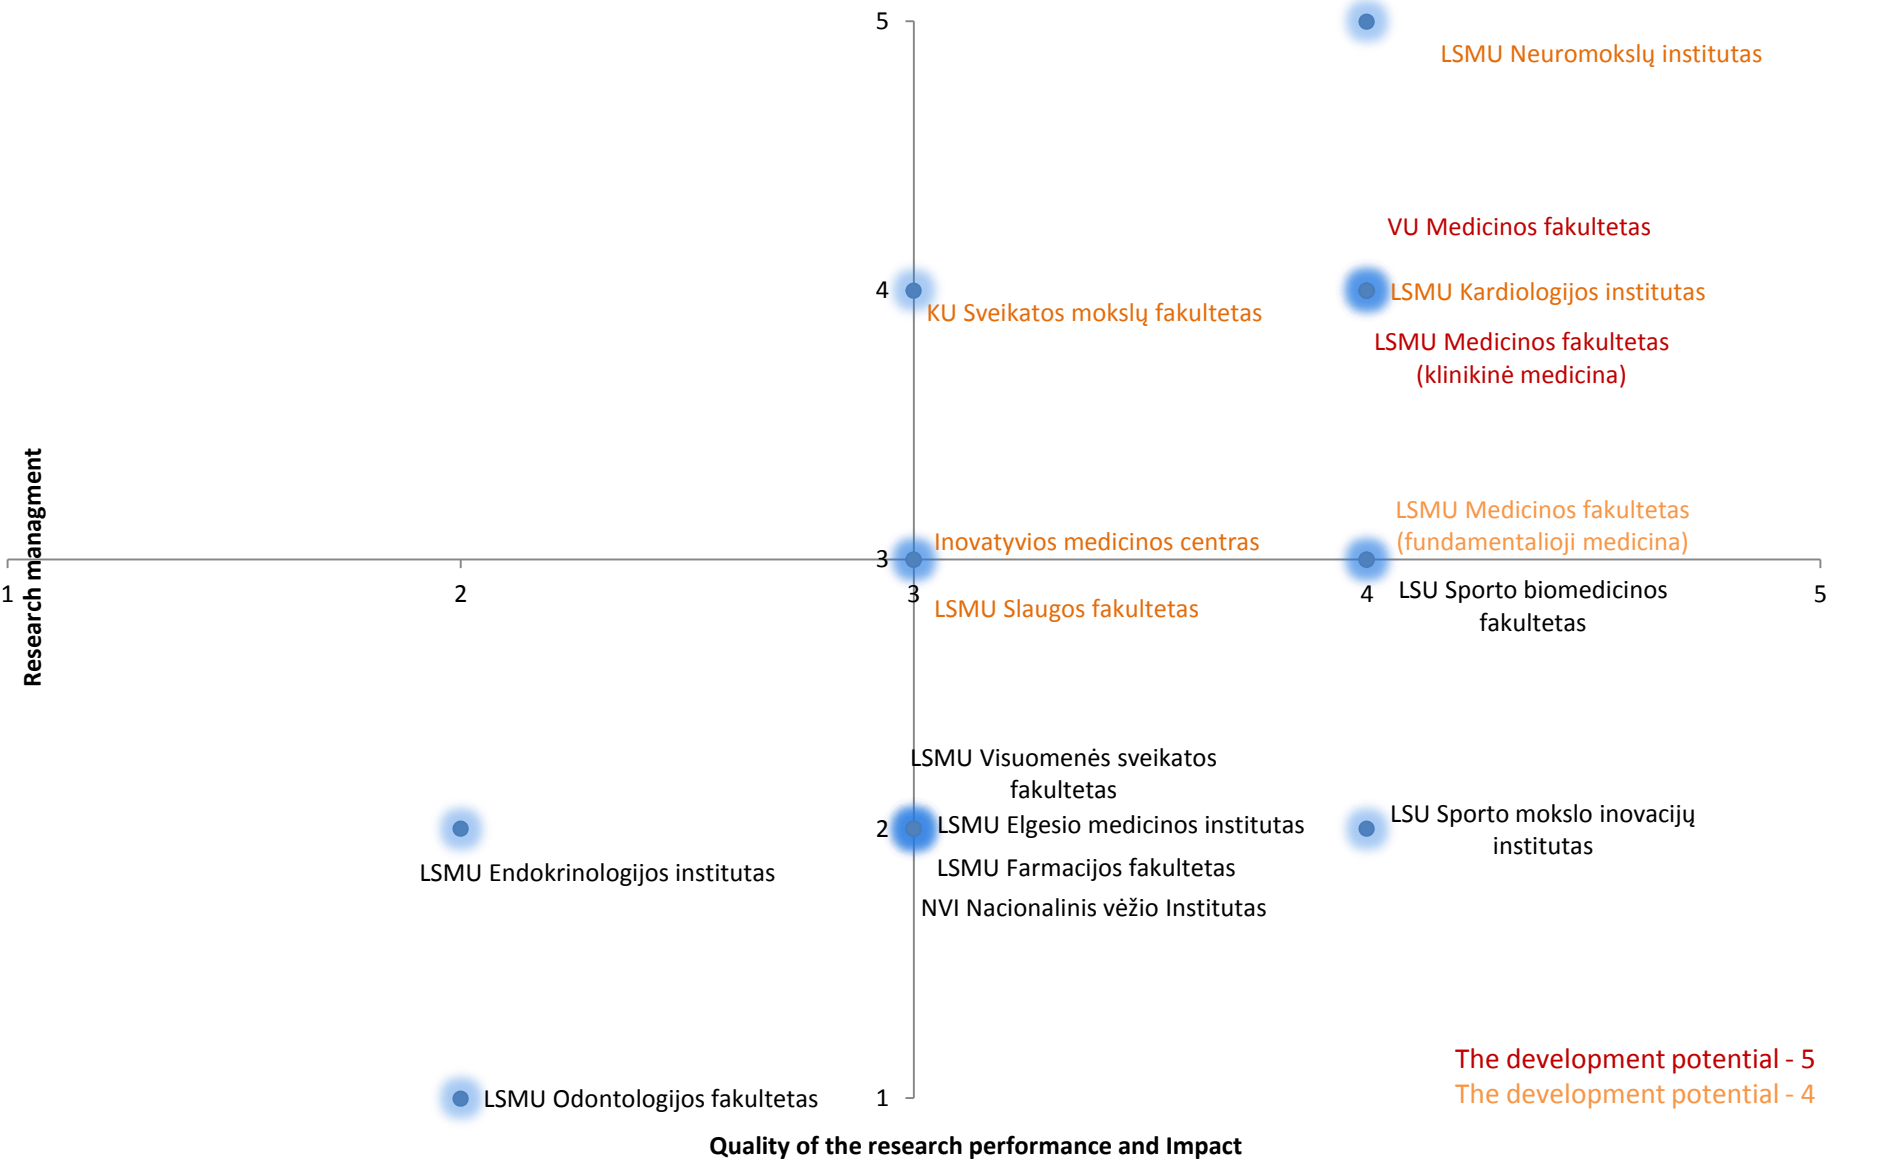 5
LSMU Neuromokslų institutas
VU Medicinos fakultetas
4
LSMU Kardiologijos institutas
KU Sveikatos mokslų fakultetas
LSMU Medicinos fakultetas
(klinikinė medicina)
Research managment
LSMU Medicinos fakultetas
(fundamentalioji medicina)
Inovatyvios medicinos centras
3
1
2
3
4
5
LSU Sporto biomedicinos
fakultetas
LSMU Slaugos fakultetas
LSMU Visuomenės sveikatos
fakultetas
2
LSMU Elgesio medicinos institutas
LSU Sporto mokslo inovacijų
institutas
LSMU Farmacijos fakultetas
LSMU Endokrinologijos institutas
NVI Nacionalinis vėžio Institutas
The development potential - 5
The development potential - 4
LSMU Odontologijos fakultetas
1
Quality of the research performance and Impact